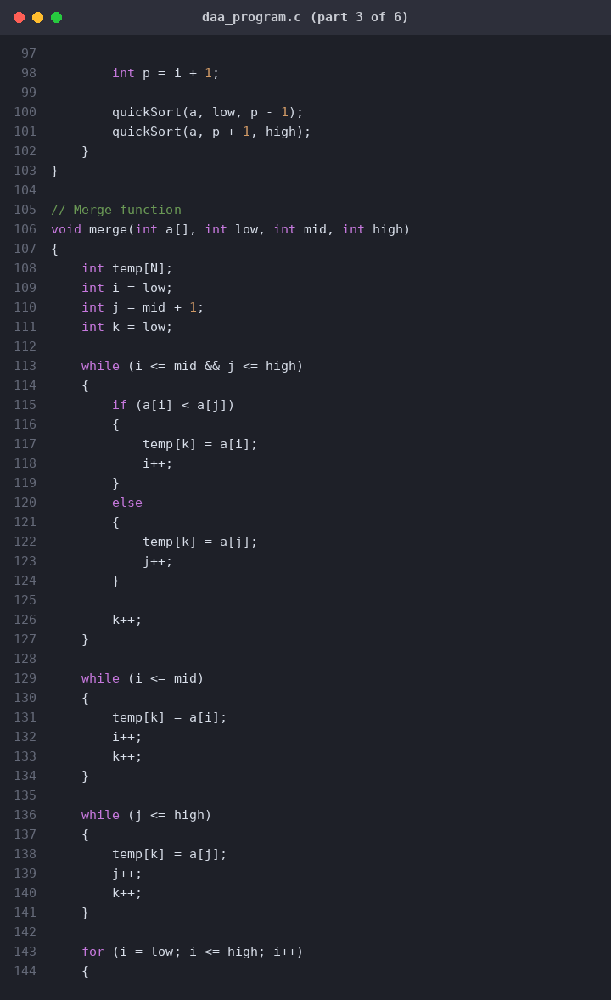 daa_program.c (part 3 of 6)
97
98         int p = i + 1;
99
100         quickSort(a, low, p - 1);
101         quickSort(a, p + 1, high);
102     }
103 }
104
105 // Merge function
106 void merge(int a[], int low, int mid, int high)
107 {
108     int temp[N];
109     int i = low;
110     int j = mid + 1;
111     int k = low;
112
113     while (i <= mid && j <= high)
114     {
115         if (a[i] < a[j])
116         {
117             temp[k] = a[i];
118             i++;
119         }
120         else
121         {
122             temp[k] = a[j];
123             j++;
124         }
125
126         k++;
127     }
128
129     while (i <= mid)
130     {
131         temp[k] = a[i];
132         i++;
133         k++;
134     }
135
136     while (j <= high)
137     {
138         temp[k] = a[j];
139         j++;
140         k++;
141     }
142
143     for (i = low; i <= high; i++)
144     {